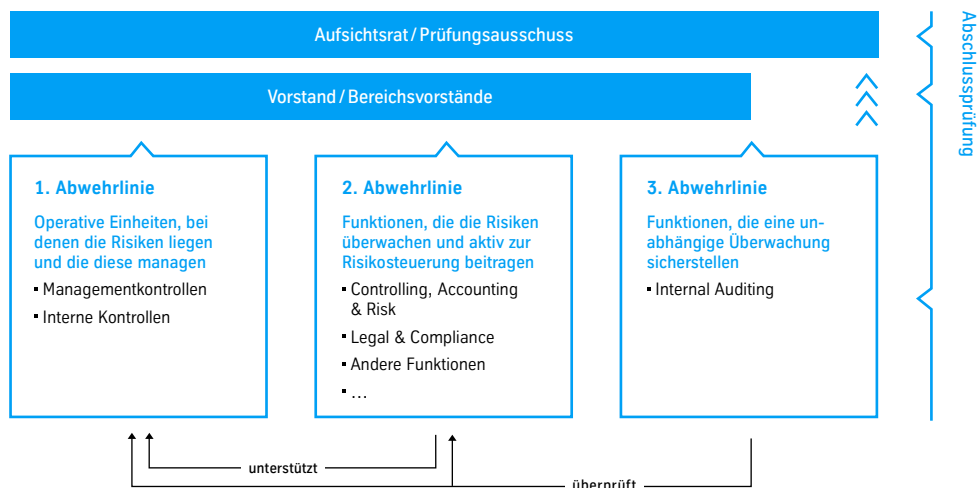 Aufsichtsrat / Prüfungsausschuss
Vorstand / Bereichsvorstände
Abschlussprüfung
1. Abwehrlinie
Operative Einheiten, bei
denen die Risiken liegen
und die diese managen
▪ Managementkontrollen
▪ Interne Kontrollen
2. Abwehrlinie
Funktionen, die die Risiken
überwachen und aktiv zur
Risikosteuerung beitragen
▪ Controlling, Accounting
& Risk
▪ Legal & Compliance
▪ Andere Funktionen
▪ …
3. Abwehrlinie
Funktionen, die eine un-
abhängige Überwachung
sicherstellen
▪ Internal Auditing
unterstützt
überprüft